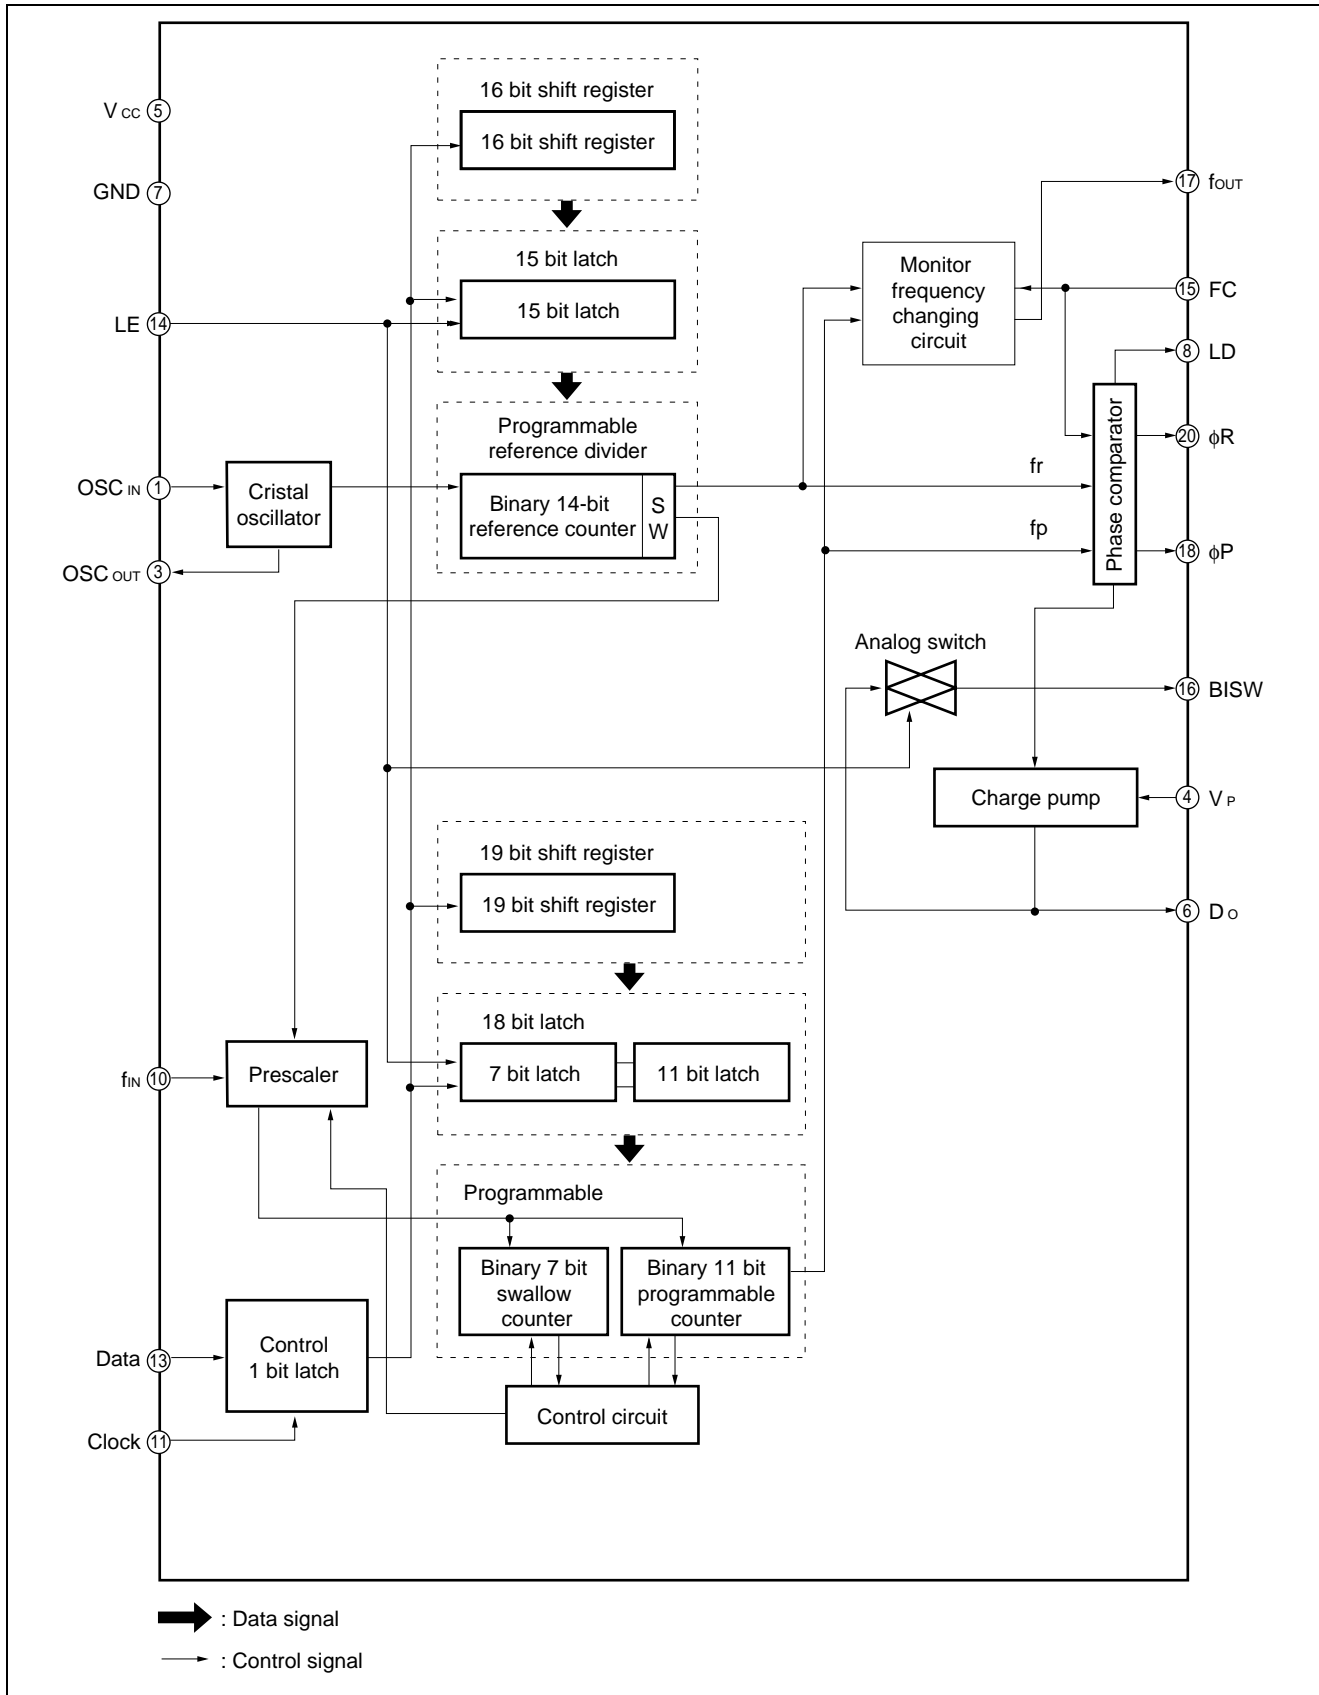 16 bit shift register
16 bit shift register
VCC 5
GND 7
17 fOUT
15 bit latch
15 bit latch
LE 14
Monitor
frequency
changing
circuit
15 FC
8 LD
Programmable
reference divider
Phase comparator
20 ϕR
OSC IN 1
Cristal
oscillator
Binary 14-bit
reference counter
S
W
fr
fp
18 ϕP
OSC OUT 3
Analog switch
16 BISW
Charge pump
4 VP
19 bit shift register
19 bit shift register
6 DO
18 bit latch
7 bit latch
11 bit latch
fIN 10
Prescaler
Programmable
Binary 7 bit
swallow
counter
Binary 11 bit
programmable
counter
Data 13
Control
1 bit latch
Control circuit
Clock 11
: Data signal
: Control signal